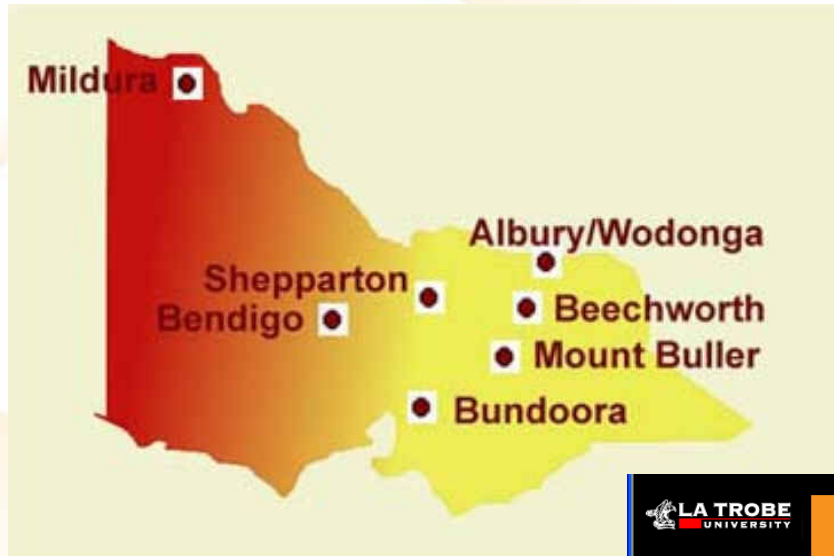 Mildura
Albury/Wodonga
Shepparton
Bendigo
Beechworth
Mount Buller
Bundoora
LA TROBE
UNIVERSITY